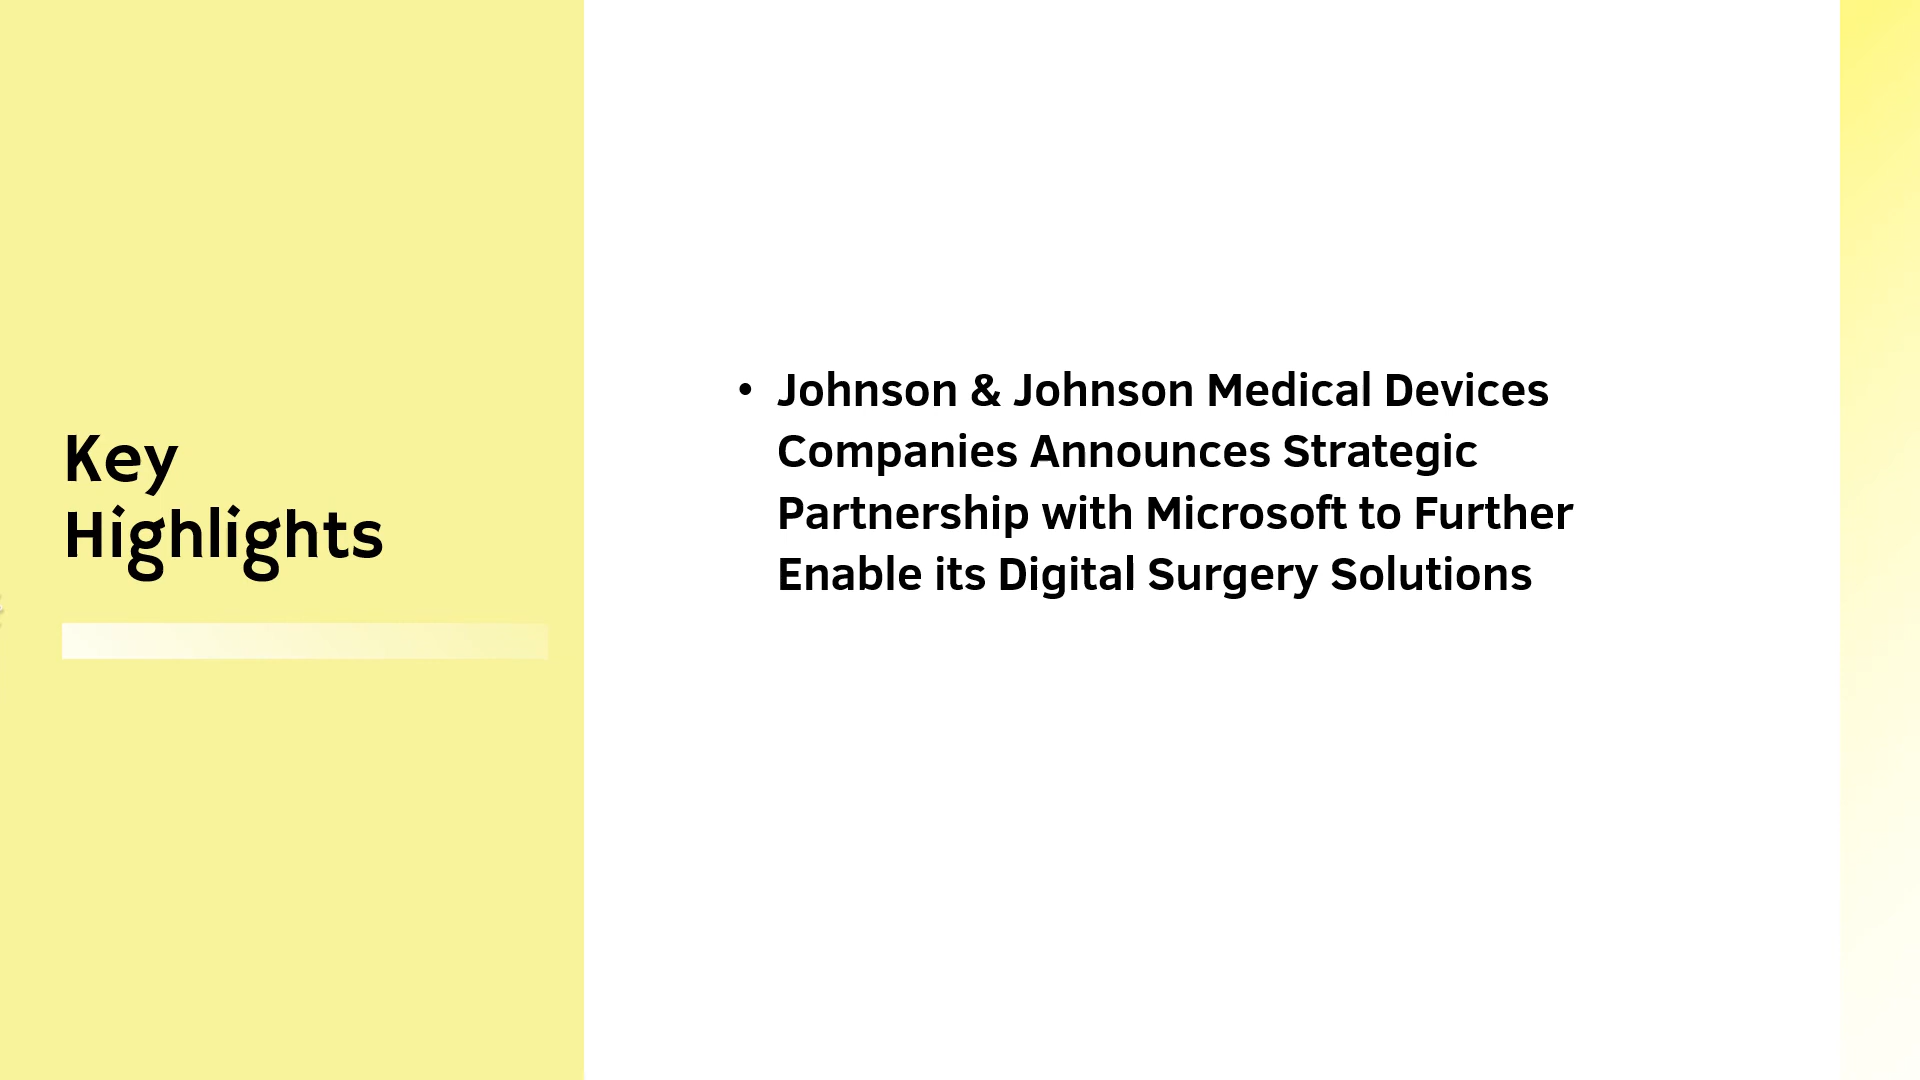 Key
Highlights
• Johnson & Johnson Medical Devices
Companies Announces Strategic
Partnership with Microsoft to Further
Enable its Digital Surgery Solutions